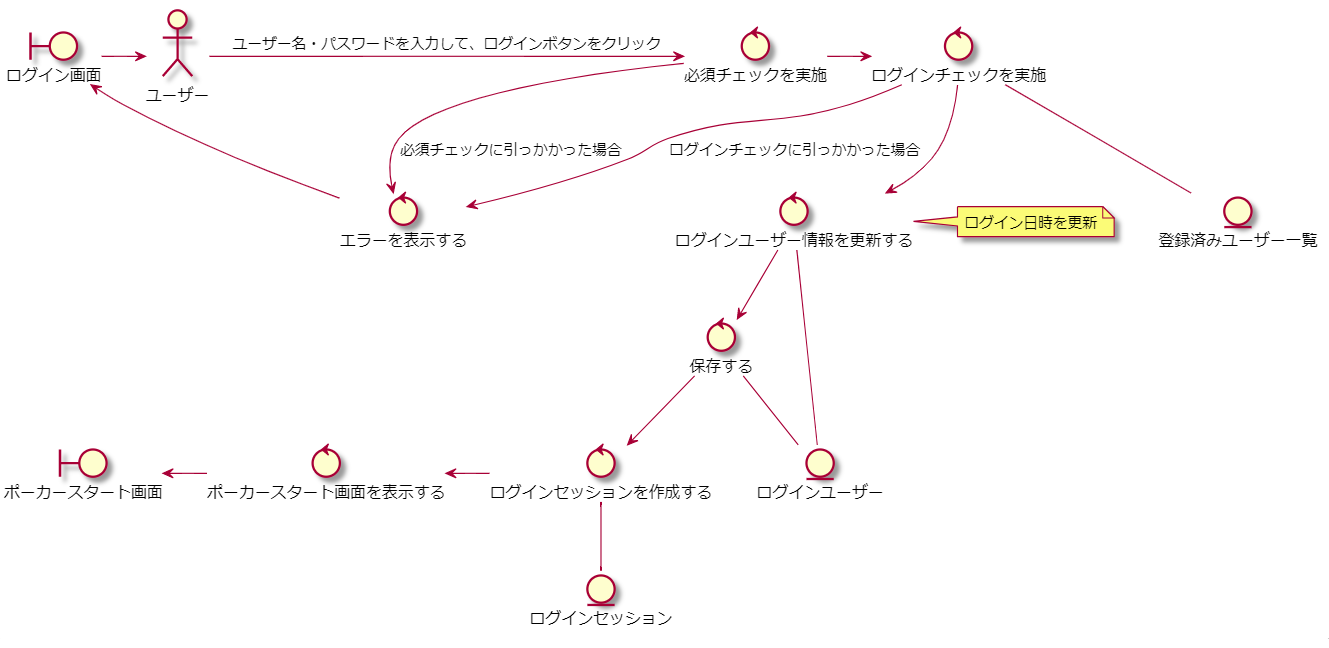 ユーザー名・パスワードを入力して、ログインボタンをクリック
ログイン画面
ユーザー
必須チェックを実施
ログインチェックを実施
必須チェックに引っかかった場合
ログインチェックに引っかかった場合
エラーを表示する
ログインユーザー情報を更新する
ログイン日時を更新
登録済みユーザー一覧
保存する
ポーカースタート画面
ポーカースタート画面を表示する
ログインセッションを作成する
ログインユーザー
ログインセッション